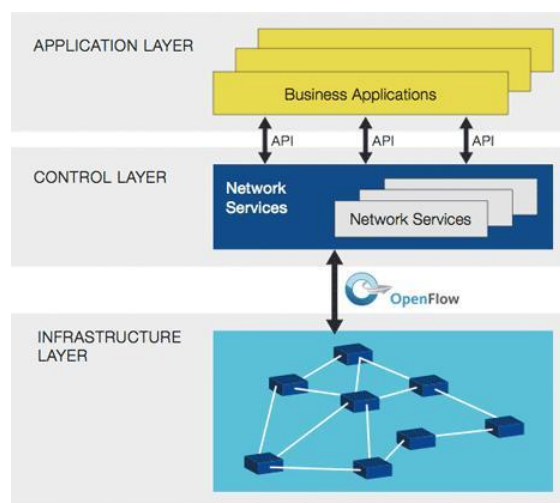 APPLICATION LAYER
Business Applications
API
API
API
CONTROL LAYER
Network
Services
Network Services
OpenFlow
INFRASTRUCTURE
LAYER